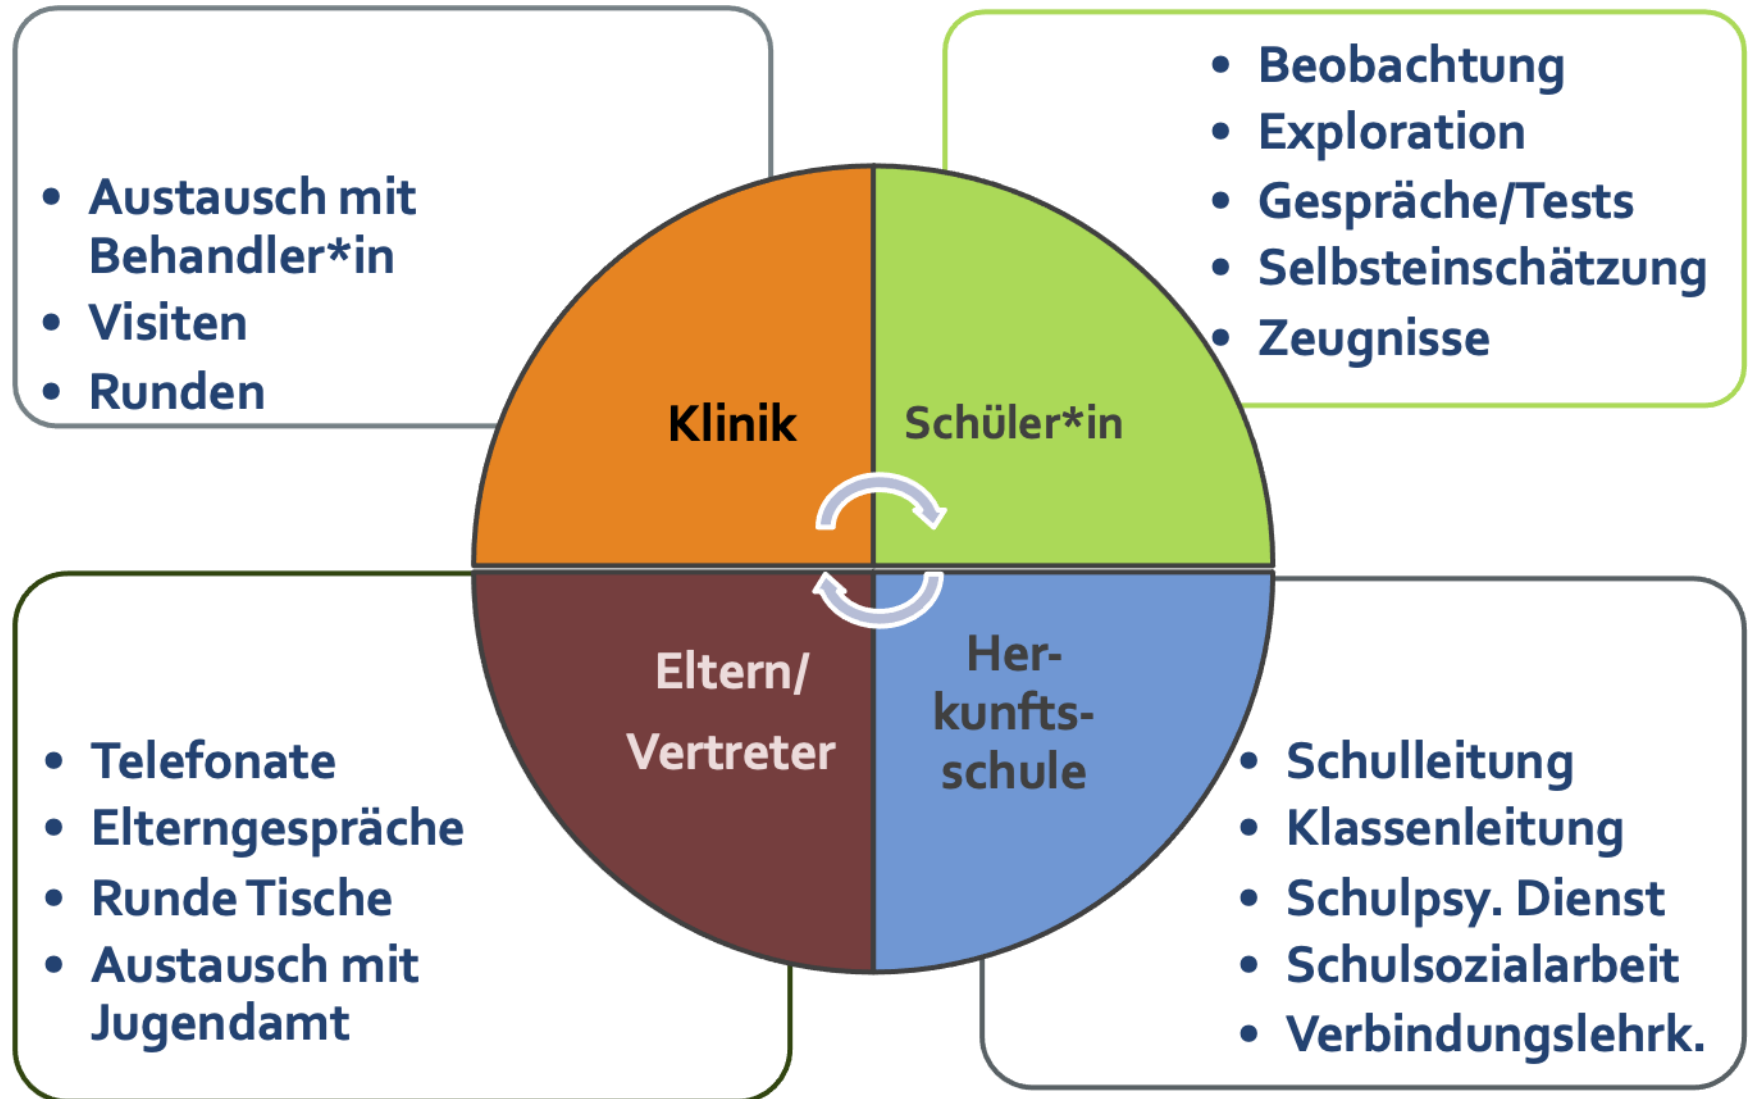 • Austausch mit
Behandler*in
• Visiten
• Runden
• Beobachtung
• Exploration
• Gespräche/Tests
• Selbsteinschätzung
• Zeugnisse
Klinik
Schüler*in
Eltern/
Vertreter
Her-
kunfts-
schule
• Telefonate
• Elterngespräche
• Runde Tische
• Austausch mit
Jugendamt
• Schulleitung
• Klassenleitung
• Schulpsy. Dienst
• Schulsozialarbeit
• Verbindungslehrk.